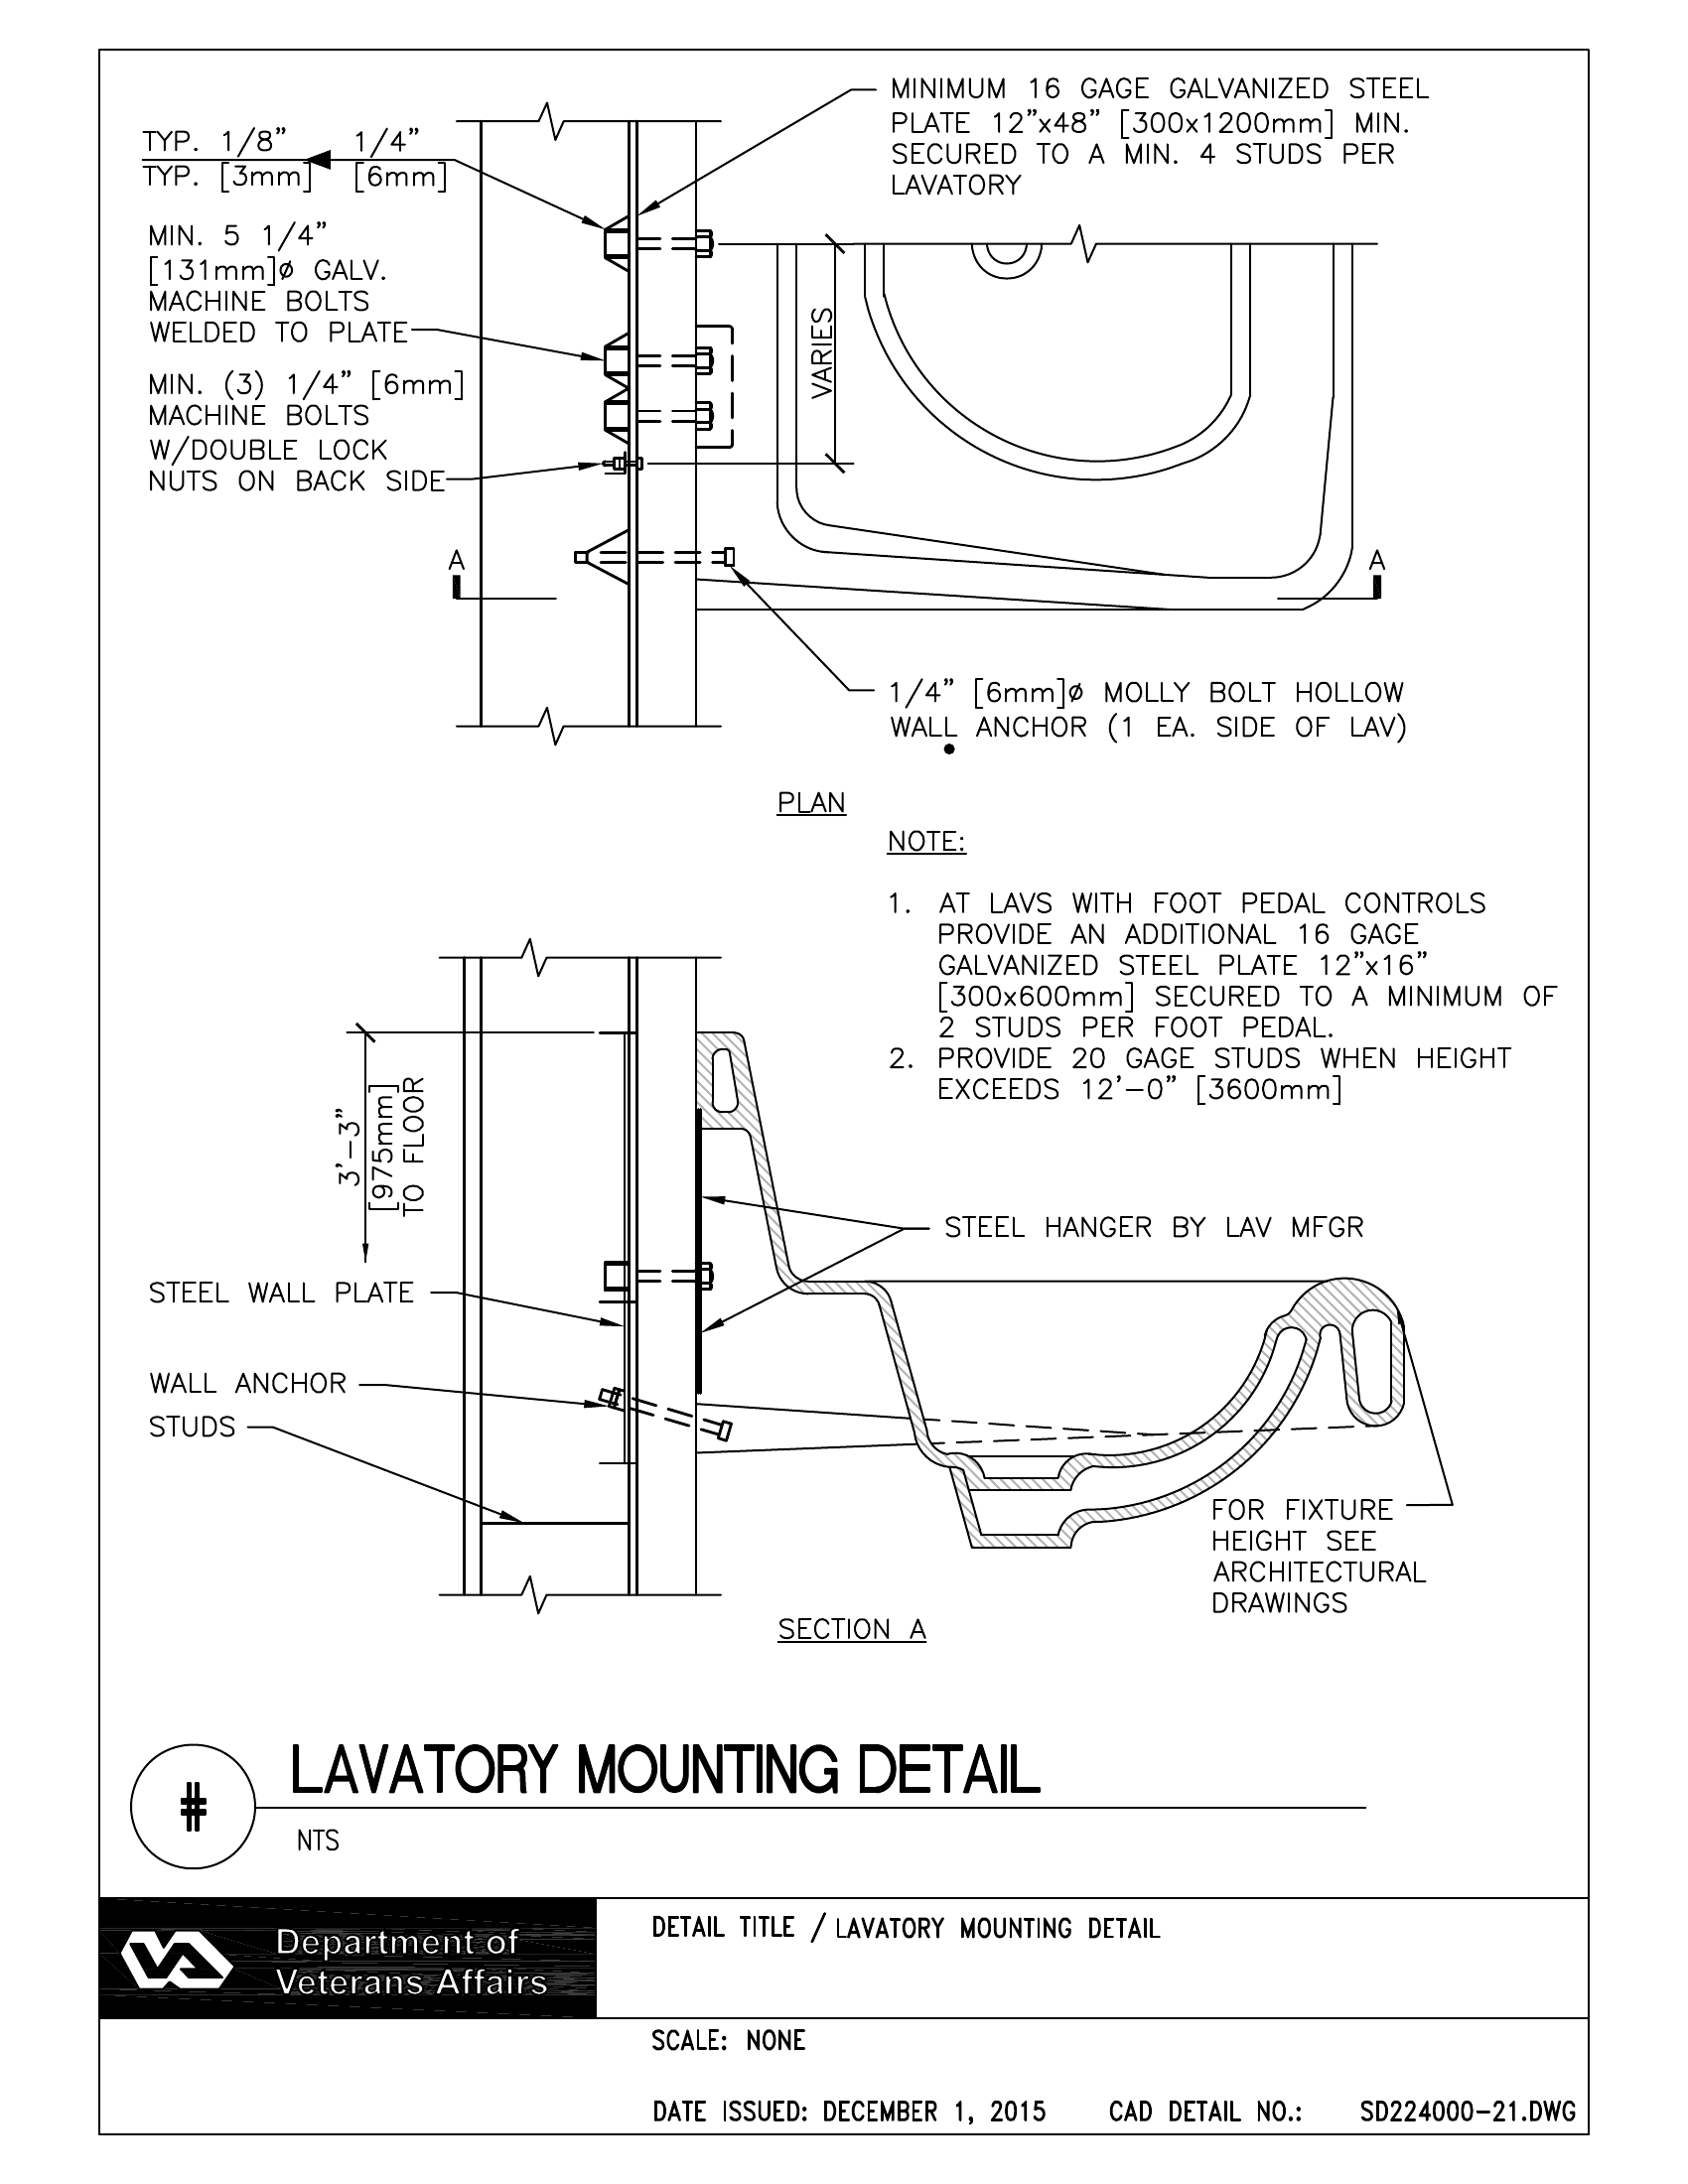 MINIMUM 16 GAGE GALVANIZED STEEL
PLATE 12"x48" [300x1200mm] MIN.
SECURED TO A MIN. 4 STUDS PER
LAVATORY
TYP. 1/8" 1/4"
TYP. [3mm] [6mm]
MIN. 5 1/4"
[131mm]ø GALV.
MACHINE BOLTS
WELDED TO PLATE
MIN. (3) 1/4" [6mm]
MACHINE BOLTS
W/DOUBLE LOCK
NUTS ON BACK SIDE
VARIES
A
A
1/4" [6mm]ø MOLLY BOLT HOLLOW
WALL ANCHOR (1 EA. SIDE OF LAV)
PLAN
NOTE:
1. AT LAVS WITH FOOT PEDAL CONTROLS
PROVIDE AN ADDITIONAL 16 GAGE
GALVANIZED STEEL PLATE 12"x16"
[300x600mm] SECURED TO A MINIMUM OF
2 STUDS PER FOOT PEDAL.
2. PROVIDE 20 GAGE STUDS WHEN HEIGHT
EXCEEDS 12'-0" [3600mm]
3'-3"
[975mm]
TO FLOOR
STEEL HANGER BY LAV MFGR
STEEL WALL PLATE
WALL ANCHOR
STUDS
FOR FIXTURE
HEIGHT SEE
ARCHITECTURAL
DRAWINGS
SECTION A
LAVATORY MOUNTING DETAIL
#
NTS
VA
Department of
Veterans Affairs
DETAIL TITLE / LAVATORY MOUNTING DETAIL
SCALE: NONE
DATE ISSUED: DECEMBER 1, 2015 CAD DETAIL NO.: SD224000-21.DWG